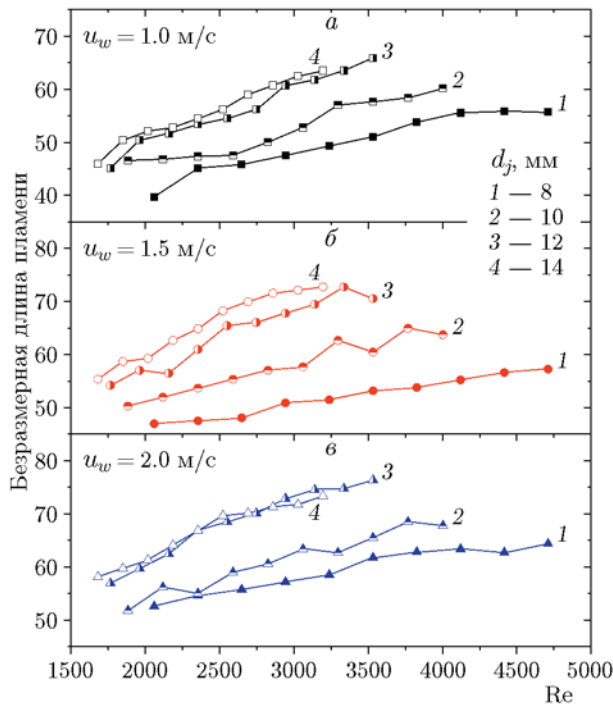 а
u_w = 1.0 м/с
70
60
50
40
4
3
2
1
d_j, мм
1 — 8
2 — 10
3 — 12
4 — 14
б
u_w = 1.5 м/с
80
70
60
50
4
3
2
1
в
u_w = 2.0 м/с
80
70
60
50
3
4
2
1
Безразмерная длина пламени
1500 2000 2500 3000 3500 4000 4500 5000
Re